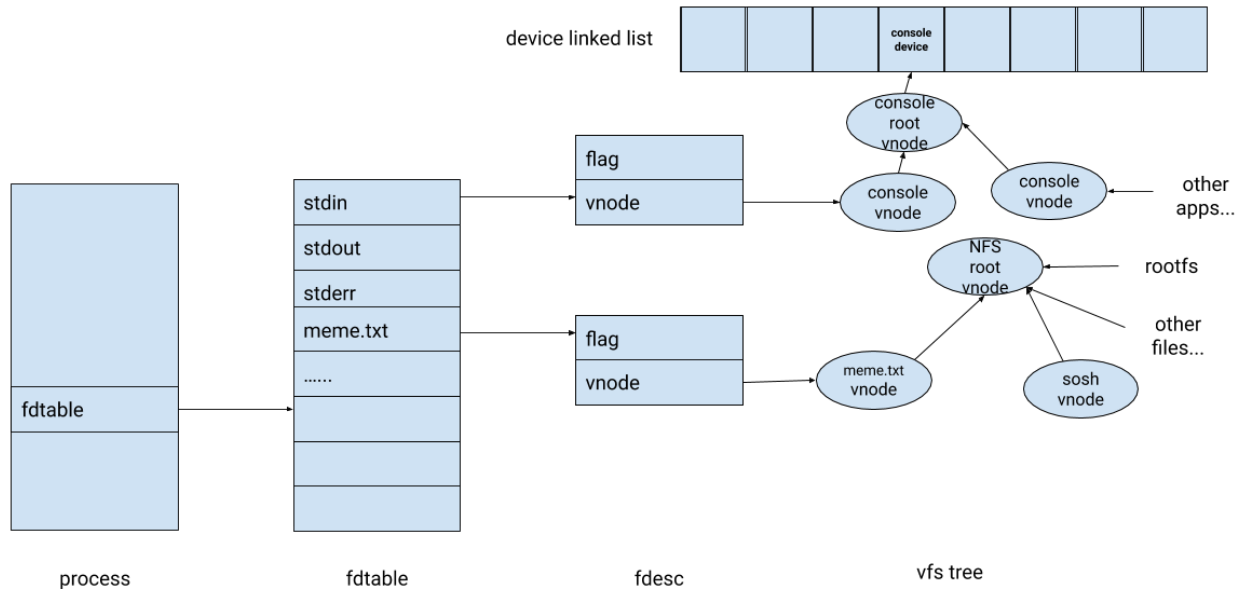 device linked list
console
device
console
root
vnode
flag
vnode
console
vnode
console
vnode
other
apps...
stdin
stdout
stderr
meme.txt
…...
NFS
root
vnode
rootfs
flag
vnode
meme.txt
vnode
other
files...
sosh
vnode
fdtable
process
fdtable
fdesc
vfs tree